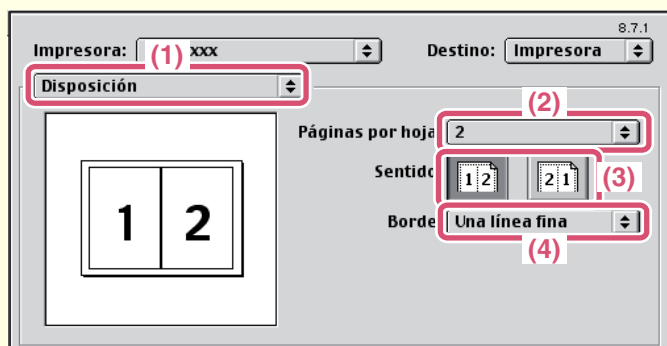 8.7.1
Impresora: xxx Destino: Impresora
(1)
Disposición
(2)
Páginas por hoja 2
Sentido 1 2 2 1 (3)
Borde Una línea fina
(4)
1 2